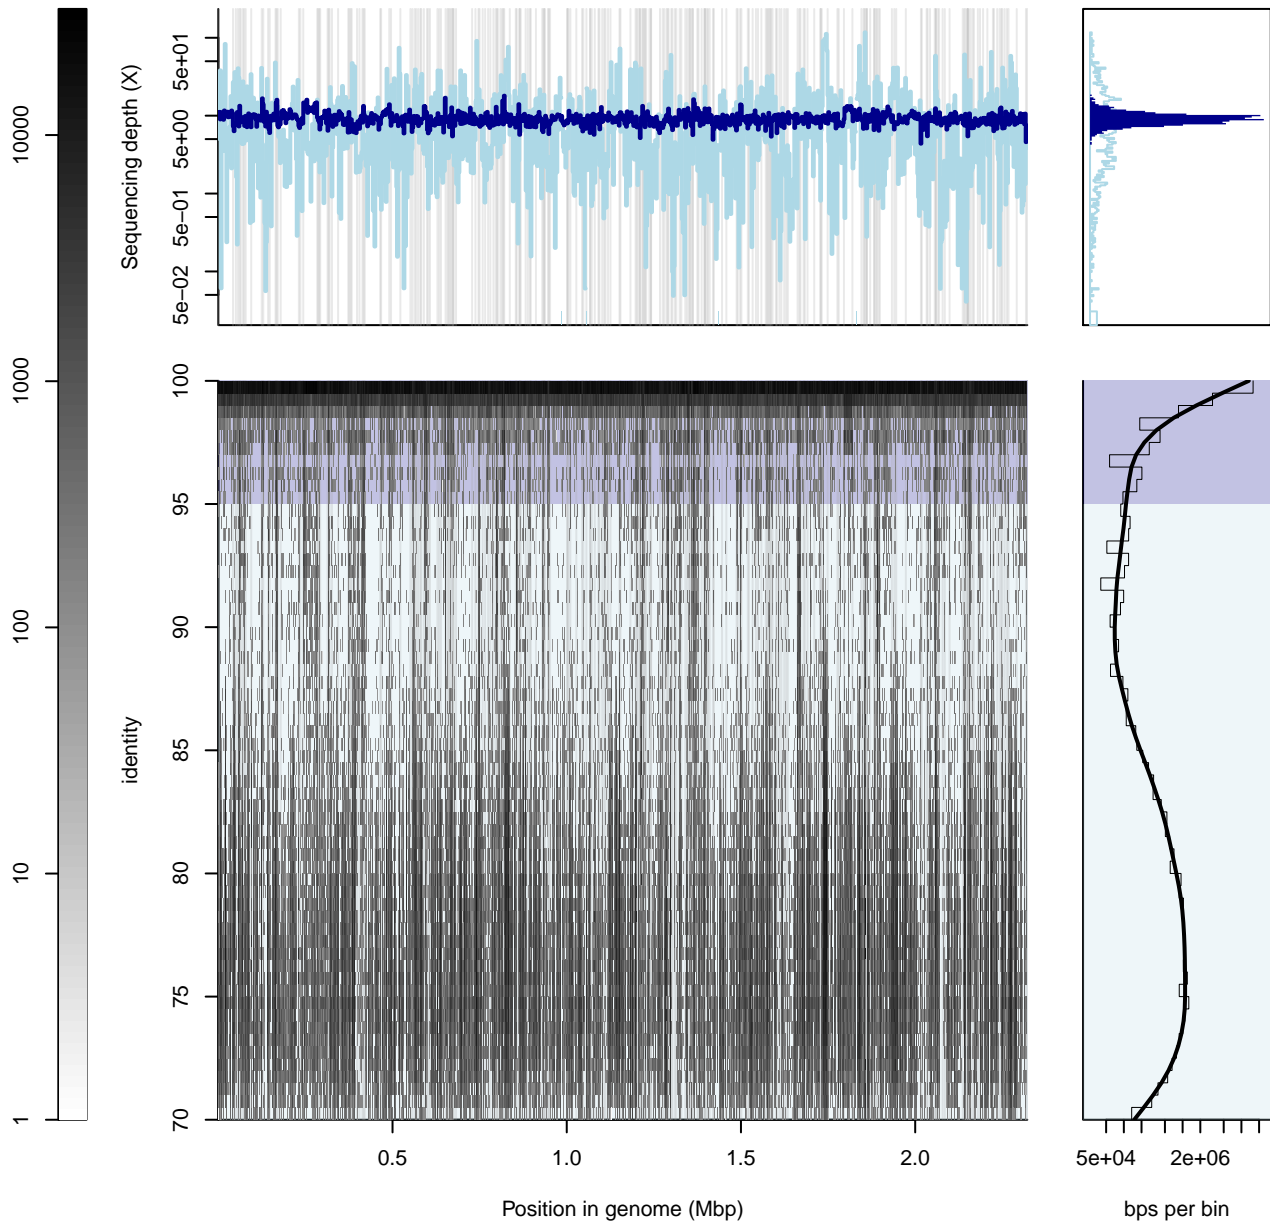 10000
1000
100
10
1
Sequencing depth (X)
5e+01
5e+00
5e−01
5e−02
identity
100
95
90
85
80
75
70
0.5 1.0 1.5 2.0
Position in genome (Mbp)
5e+04 2e+06
bps per bin